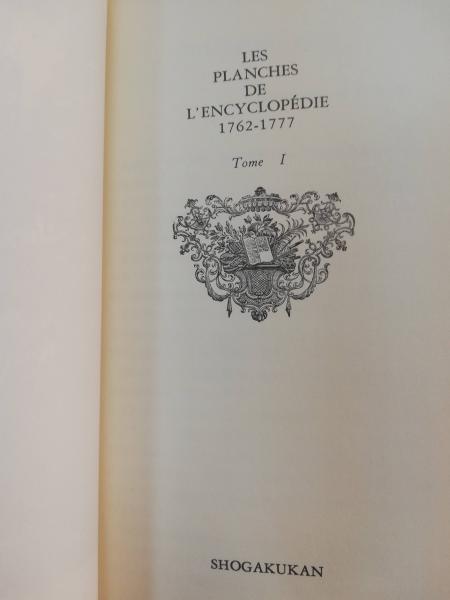 LES
PLANCHES
DE
L'ENCYCLOPÉDIE
1762-1777
Tome I
SHOGAKUKAN